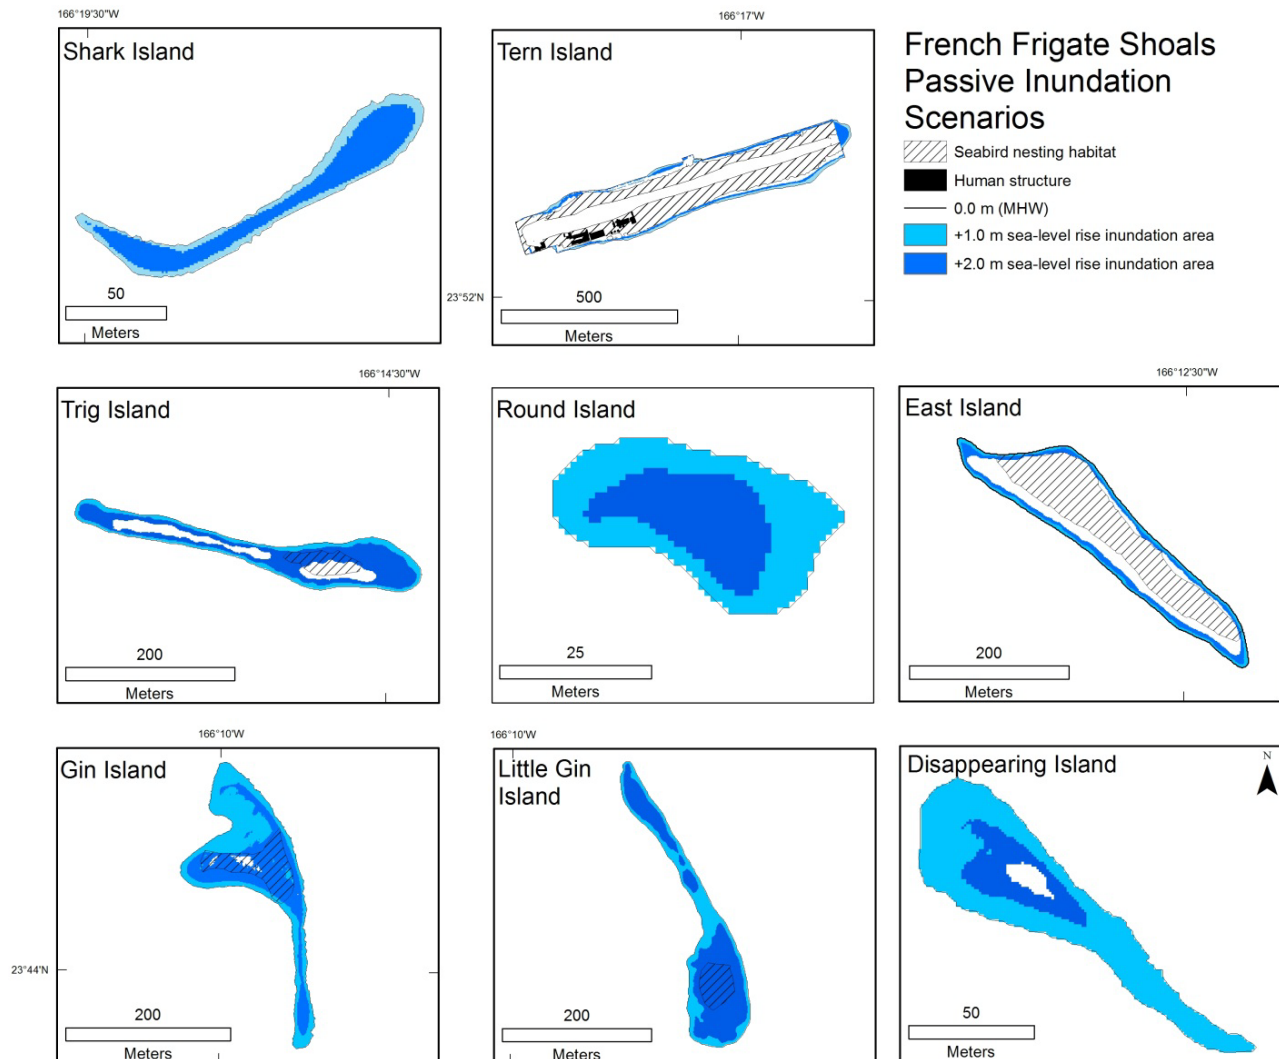 166°19'30"W
166°17'W
Shark Island
50
Meters
Tern Island
23°52'N
500
Meters
French Frigate Shoals
Passive Inundation
Scenarios
Seabird nesting habitat
Human structure
0.0 m (MHW)
+1.0 m sea-level rise inundation area
+2.0 m sea-level rise inundation area
166°14'30"W
Trig Island
200
Meters
Round Island
25
Meters
166°12'30"W
East Island
200
Meters
166°10'W
Gin Island
23°44'N
200
Meters
166°10'W
Little Gin
Island
200
Meters
Disappearing Island
N
50
Meters